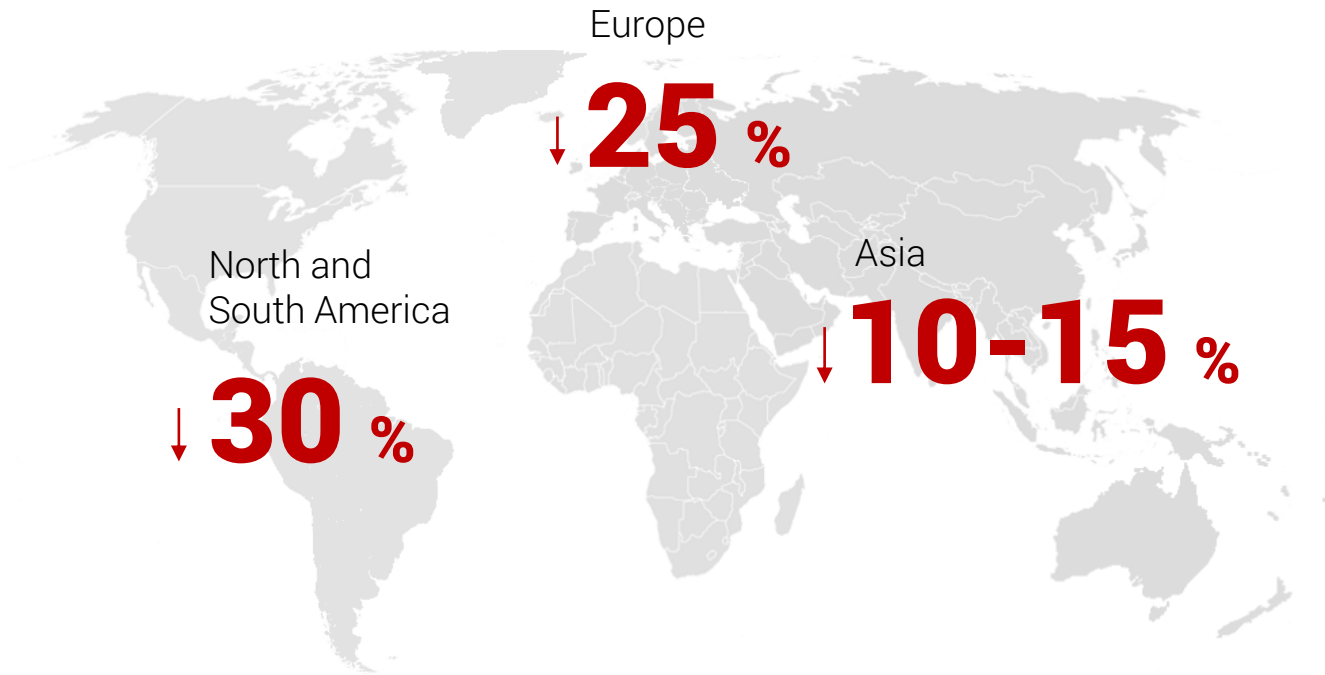 Europe
↓ 25 %
North and
South America
↓ 30 %
Asia
↓ 10-15 %